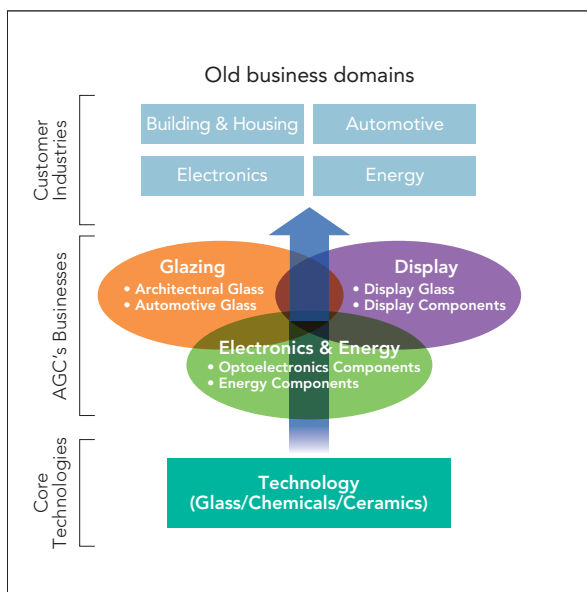 Old business domains
Customer
Industries
Building & Housing
Automotive
Electronics
Energy
AGC's Businesses
Glazing
• Architectural Glass
• Automotive Glass
Display
• Display Glass
• Display Components
Electronics & Energy
• Optoelectronics Components
• Energy Components
Core
Technologies
Technology
(Glass/Chemicals/Ceramics)